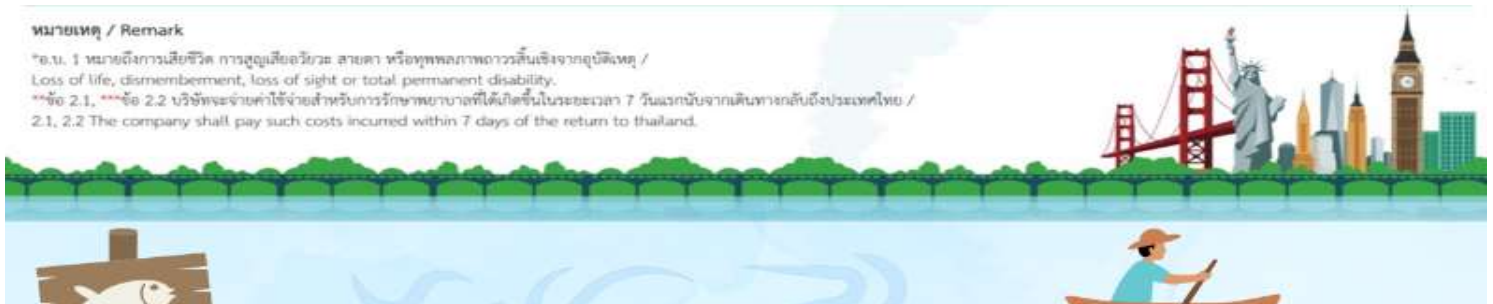 หมายเหตุ / Remark
*อ.บ. 1 หมายถึงการเสียชีวิต การสูญเสียอวัยวะ สายตา หรือทุพพลภาพถาวรสิ้นเชิงจากอุบัติเหตุ /
Loss of life, dismemberment, loss of sight or total permanent disability.
**ข้อ 2.1, ***ข้อ 2.2 บริษัทจะจ่ายค่าใช้จ่ายสำหรับการรักษาพยาบาลที่ได้เกิดขึ้นในระยะเวลา 7 วันแรกนับจากเดินทางกลับถึงประเทศไทย /
2.1, 2.2 The company shall pay such costs incurred within 7 days of the return to thailand.